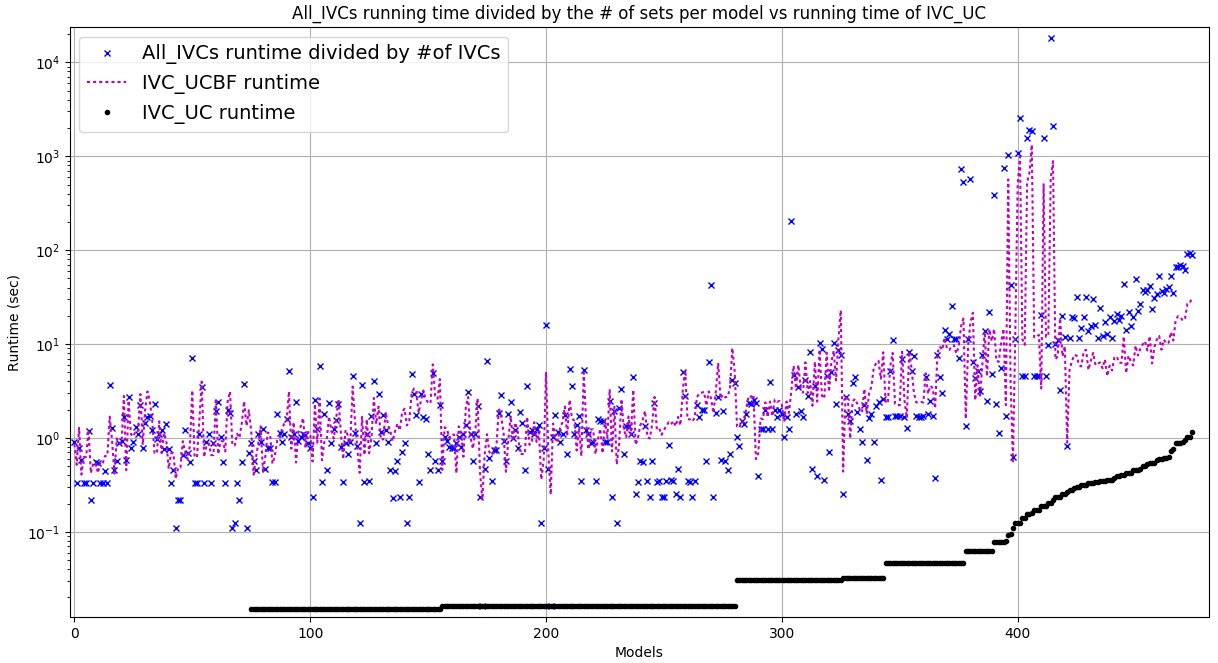 All_IVCs running time divided by the # of sets per model vs running time of IVC_UC
All_IVCs runtime divided by #of IVCs
IVC_UCBF runtime
IVC_UC runtime
Runtime (sec)
10^4
10^3
10^2
10^1
10^0
10^-1
0 100 200 300 400
Models